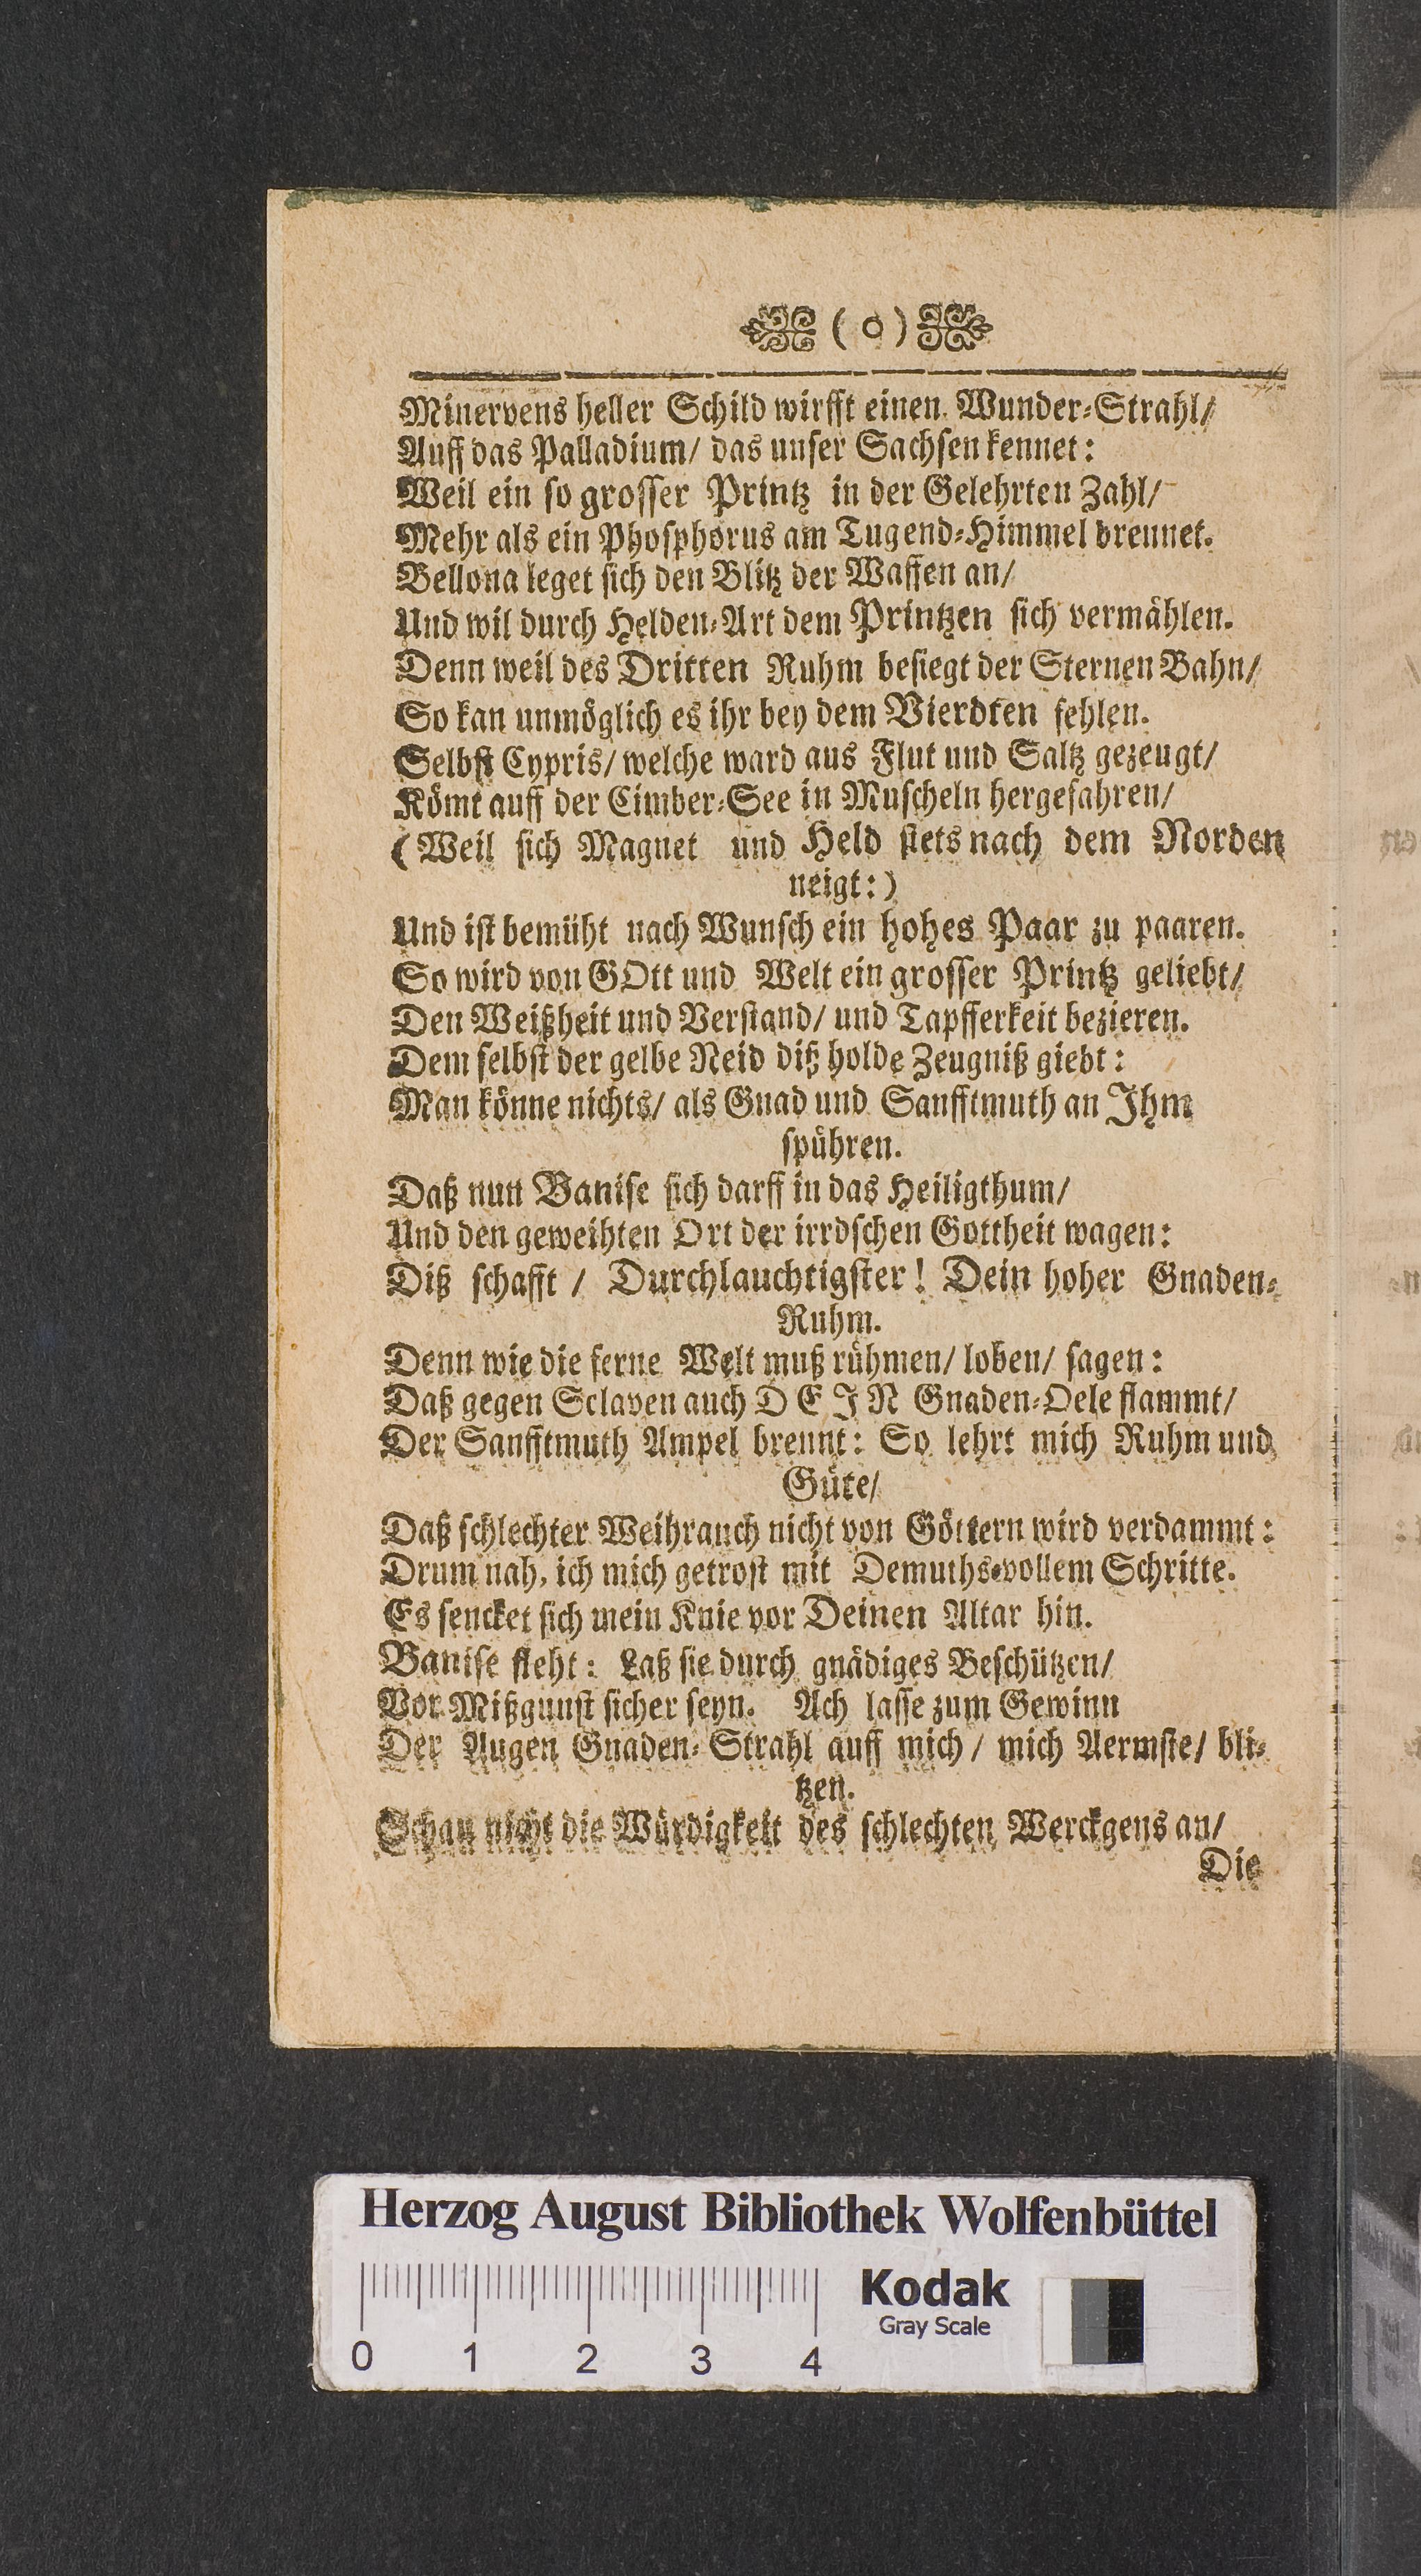 (o)
Minervens heller Schild wirfft einen Wunder-Strahl/
Auff das Palladium/ das unser Sachsen kennet:
Weil ein so grosser Printz in der Gelehrten Zahl/
Mehr als ein Phosphorus am Tugend-Himmel brennet.
Bellona leget sich den Blitz der Waffen an/
Und wil durch Helden-Art dem Printzen sich vermählen.
Denn weil des Dritten Ruhm besiegt der Sternen Bahn/
So kan unmöglich es ihr bey dem Vierdten fehlen.
Selbst Cypris/ welche ward aus Flut und Saltz gezeugt/
Kömt auff der Cimber-See in Muscheln hergefahren/
(Weil sich Magnet und Held stets nach dem Norden
neigt:)
Und ist bemüht nach Wunsch ein hohes Paar zu paaren.
So wird von GOtt und Welt ein grosser Printz geliebt/
Den Weißheit und Verstand/ und Tapfferkeit bezieren.
Dem selbst der gelbe Neid diß holde Zeugniß giebt:
Man könne nichts/ als Gnad und Sanfftmuth an Ihm
spühren.
Daß nun Banise sich darff in das Heiligthum/
Und den geweihten Ort der irrdschen Gottheit wagen:
Diß schafft / Durchlauchtigster! Dein hoher Gnaden-
Ruhm.
Denn wie die ferne Welt muß rühmen/ loben/ sagen:
Daß gegen Sclaven auch DEIN Gnaden-Oele flammt/
Der Sanfftmuth Ampel brennt: So lehrt mich Ruhm und
Güte/
Daß schlechter Weihrauch nicht von Göttern wird verdammt:
Drum nah, ich mich getrost mit Demuths-vollem Schritte.
Es sencket sich mein Knie vor Deinen Altar hin.
Banise fleht: Laß sie durch gnädiges Beschützen/
Vor Mißgunst sicher seyn. Ach lasse zum Gewinn
Der Augen Gnaden-Strahl auff mich / mich Aermste/ bli-
tzen.
Schau nicht die Würdigkeit des schlechten Werckgens an/
Die
Herzog August Bibliothek Wolfenbüttel
Kodak
Gray Scale
0 1 2 3 4